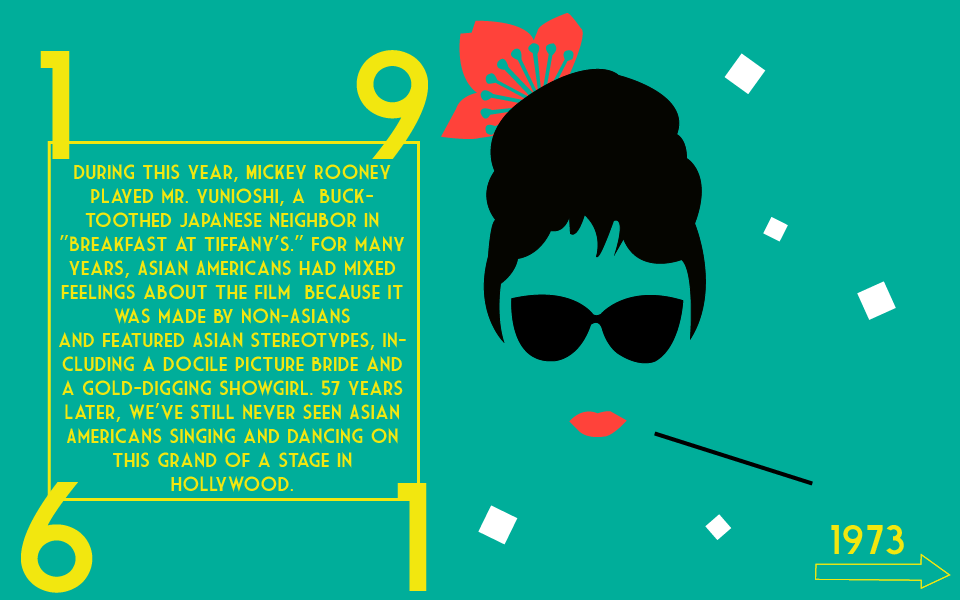 1 9
DURING THIS YEAR, MICKEY ROONEY
PLAYED MR. YUNIOSHI, A BUCK-
TOOTHED JAPANESE NEIGHBOR IN
"BREAKFAST AT TIFFANY'S." FOR MANY
YEARS, ASIAN AMERICANS HAD MIXED
FEELINGS ABOUT THE FILM BECAUSE IT
WAS MADE BY NON-ASIANS
AND FEATURED ASIAN STEREOTYPES, IN-
CLUDING A DOCILE PICTURE BRIDE AND
A GOLD-DIGGING SHOWGIRL. 57 YEARS
LATER, WE'VE STILL NEVER SEEN ASIAN
AMERICANS SINGING AND DANCING ON
THIS GRAND OF A STAGE IN
HOLLYWOOD.
6 1
1973